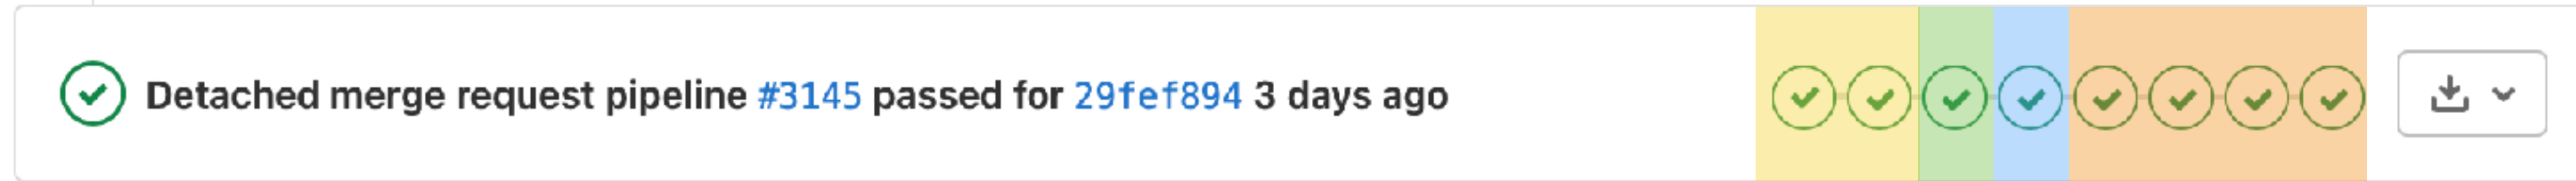 Detached merge request pipeline #3145 passed for 29fef894 3 days ago